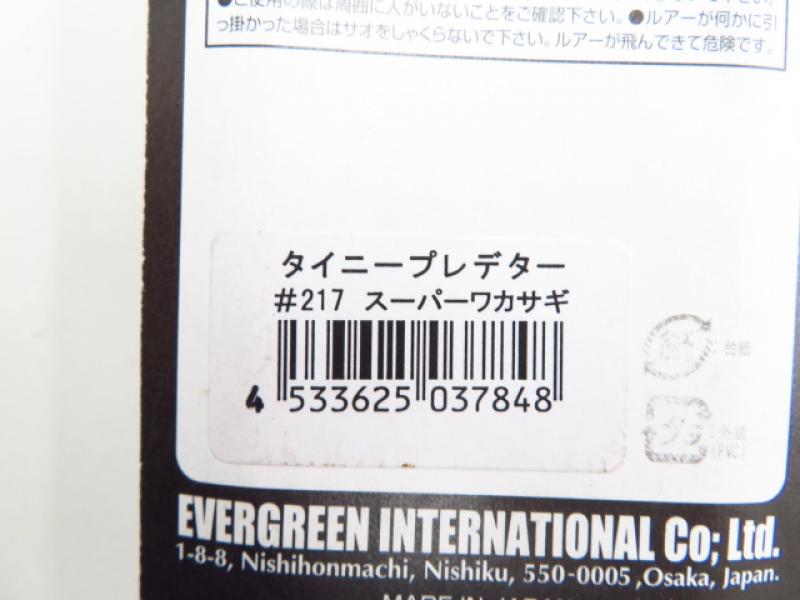 ●ご使用の際は周囲に人がいないことをご確認下さい。●ルアーが何かに引
っ掛かった場合はサオをしゃくらないで下さい。ルアーが飛んできて危険です。
タイニープレデター
#217 スーパーワカサギ
4 533625 037848
台紙
プラ
:外装
(PVC)
EVERGREEN INTERNATIONAL Co; Ltd.
1-8-8, Nishihonmachi, Nishiku, 550-0005 ,Osaka, Japan.
MADE IN JAPAN